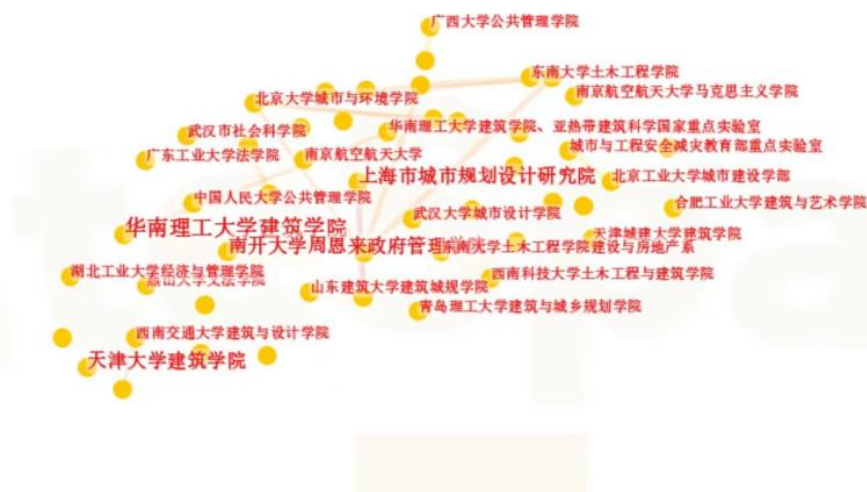 广西大学公共管理学院
东南大学土木工程学院
南京航空航天大学马克思主义学院
北京大学城市与环境学院
武汉市社会科学院
华南理工大学建筑学院、亚热带建筑科学国家重点实验室
城市与工程安全减灾教育部重点实验室
广东工业大学法学院
南京航空航天大学
上海市城市规划设计研究院
北京工业大学城市建设学部
中国人民大学公共管理学院
合肥工业大学建筑与艺术学院
武汉大学城市设计学院
华南理工大学建筑学院
天津城建大学建筑学院
南开大学周恩来政府管理学院
东南大学土木工程学院建设与房地产系
湖北工业大学经济与管理学院
燕山大学文法学院
西南科技大学土木工程与建筑学院
山东建筑大学建筑城规学院
青岛理工大学建筑与城乡规划学院
西南交通大学建筑与设计学院
天津大学建筑学院